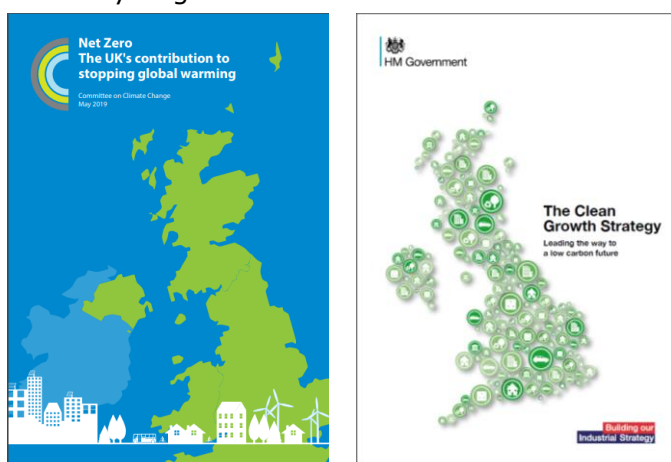 Net Zero
The UK's contribution to
stopping global warming
Committee on Climate Change
May 2019
HM Government
The Clean
Growth Strategy
Leading the way to
a low carbon future
Building our
Industrial Strategy